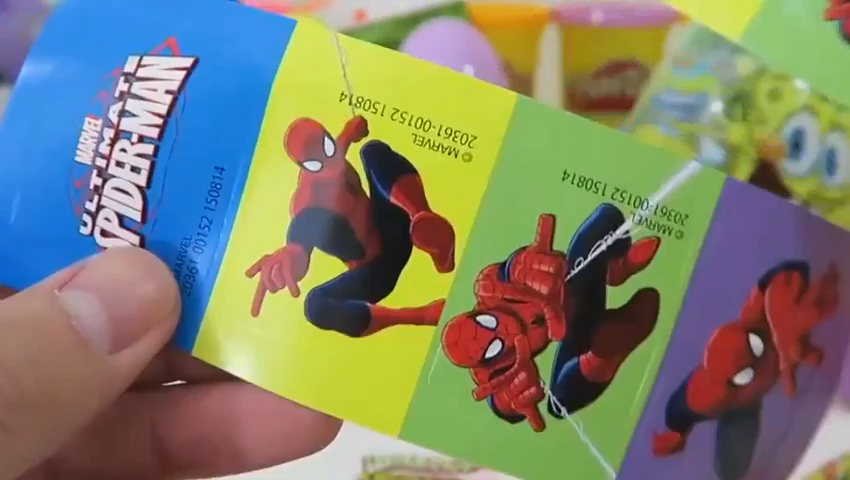 MARVEL
ULTIMATE
SPIDER-MAN
MARVEL
20361 00152 150814
© MARVEL
20361-00152 150814
© MARVEL
20361-00152 150814